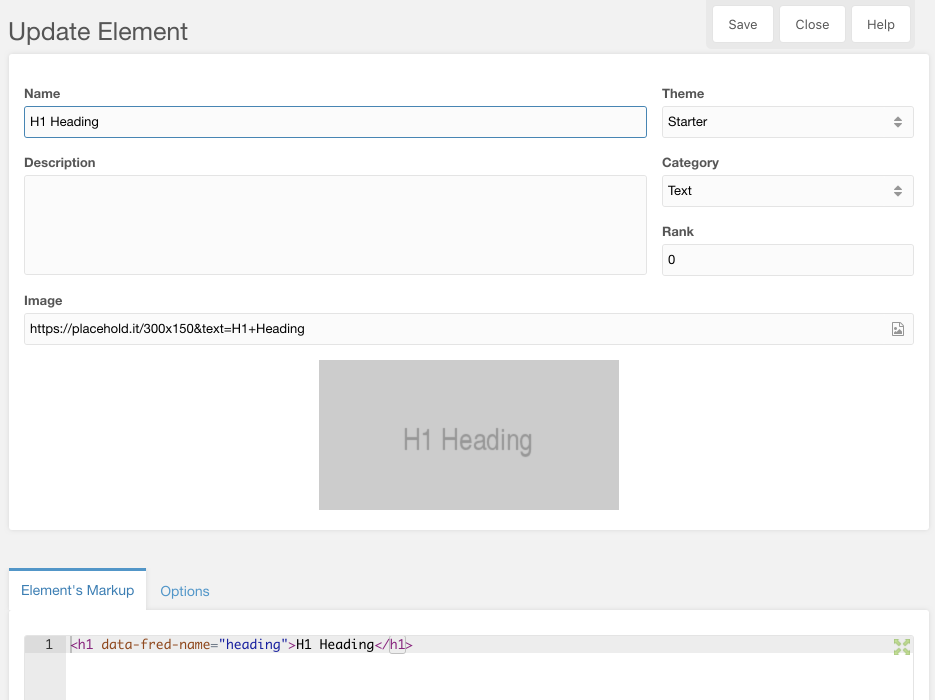 Update Element
Save Close Help
Name
H1 Heading
Theme
Starter
Description
Category
Text
Rank
0
Image
https://placehold.it/300x150&text=H1+Heading
H1 Heading
Element's Markup Options
1 <h1 data-fred-name="heading">H1 Heading</h1>